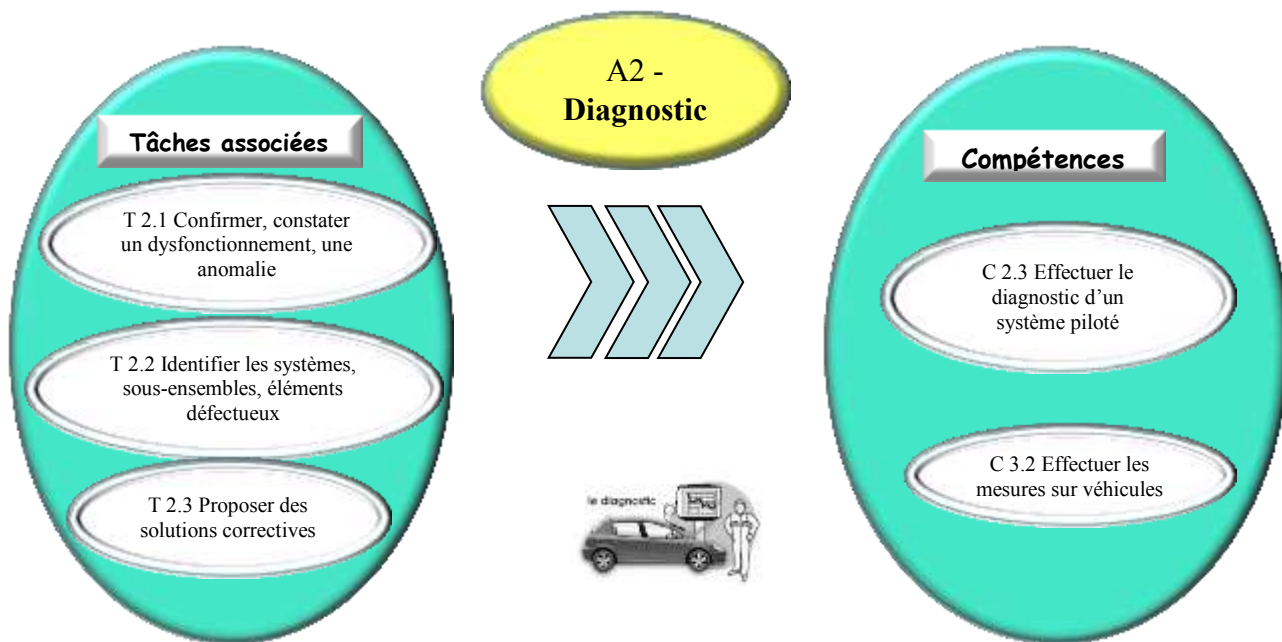 A2 -
Diagnostic
Tâches associées
T 2.1 Confirmer, constater
un dysfonctionnement, une
anomalie
T 2.2 Identifier les systèmes,
sous-ensembles, éléments
défectueux
T 2.3 Proposer des
solutions correctives
le diagnostic
Compétences
C 2.3 Effectuer le
diagnostic d’un
système piloté
C 3.2 Effectuer les
mesures sur véhicules